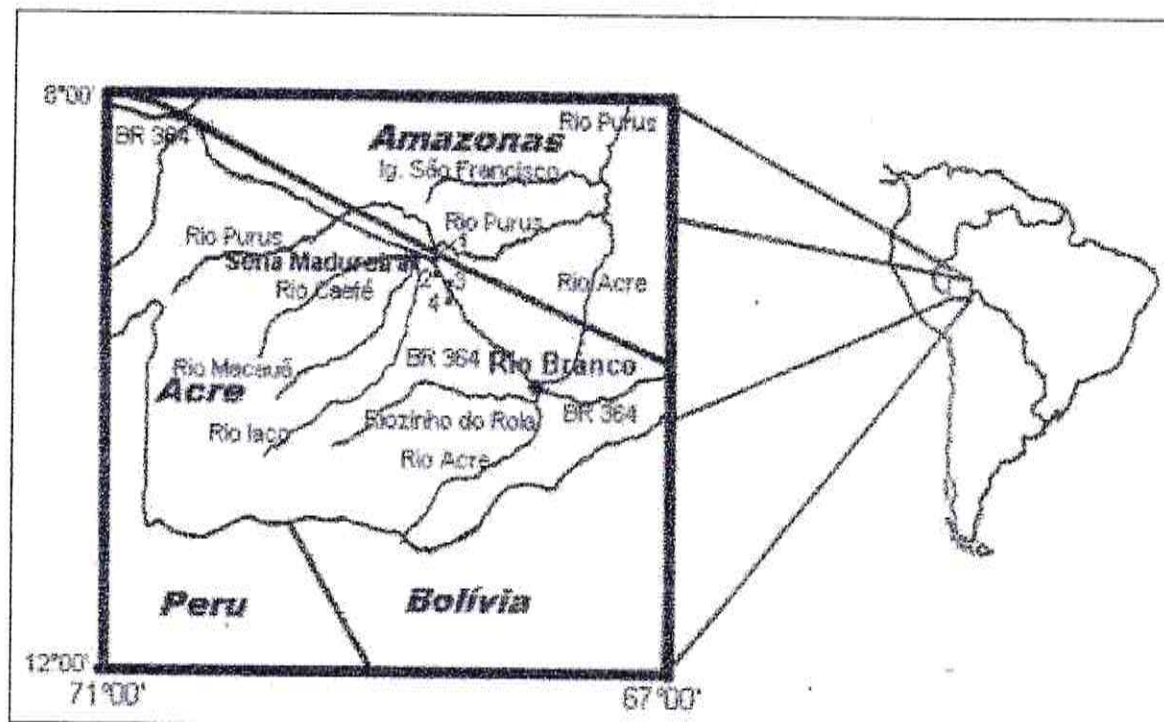 8°00'
BR 364
Amazonas
Rio Purus
Ig. São Francisco
Rio Purus
Rio Purus
1
Sena Madureira
2
3
Rio Caeté
4
Rio Acre
Rio Macauã
BR 364
Rio Branco
Acre
Rio Iaco
Riozinho do Rola
BR 364
Rio Acre
Peru
Bolívia
12°00'
71°00'
67°00'